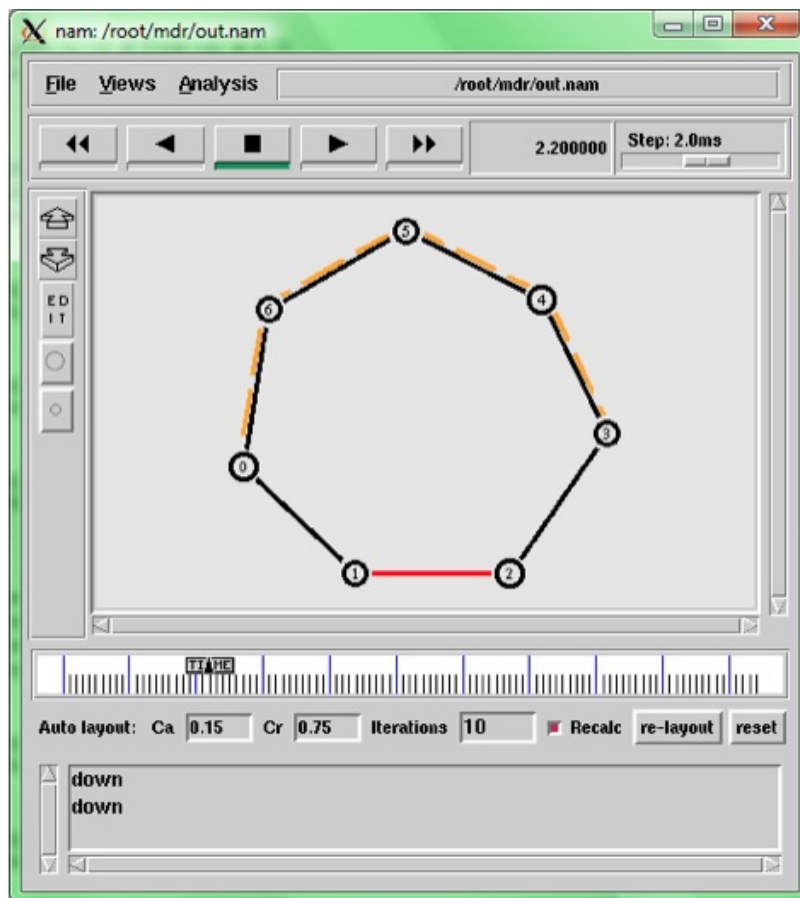 nam: /root/mdr/out.nam
File Views Analysis /root/mdr/out.nam
2.200000 Step: 2.0ms
5
4
6
ED
IT
3
0
1 2
TIME
Auto layout: Ca 0.15 Cr 0.75 Iterations 10 Recalc re-layout reset
down
down